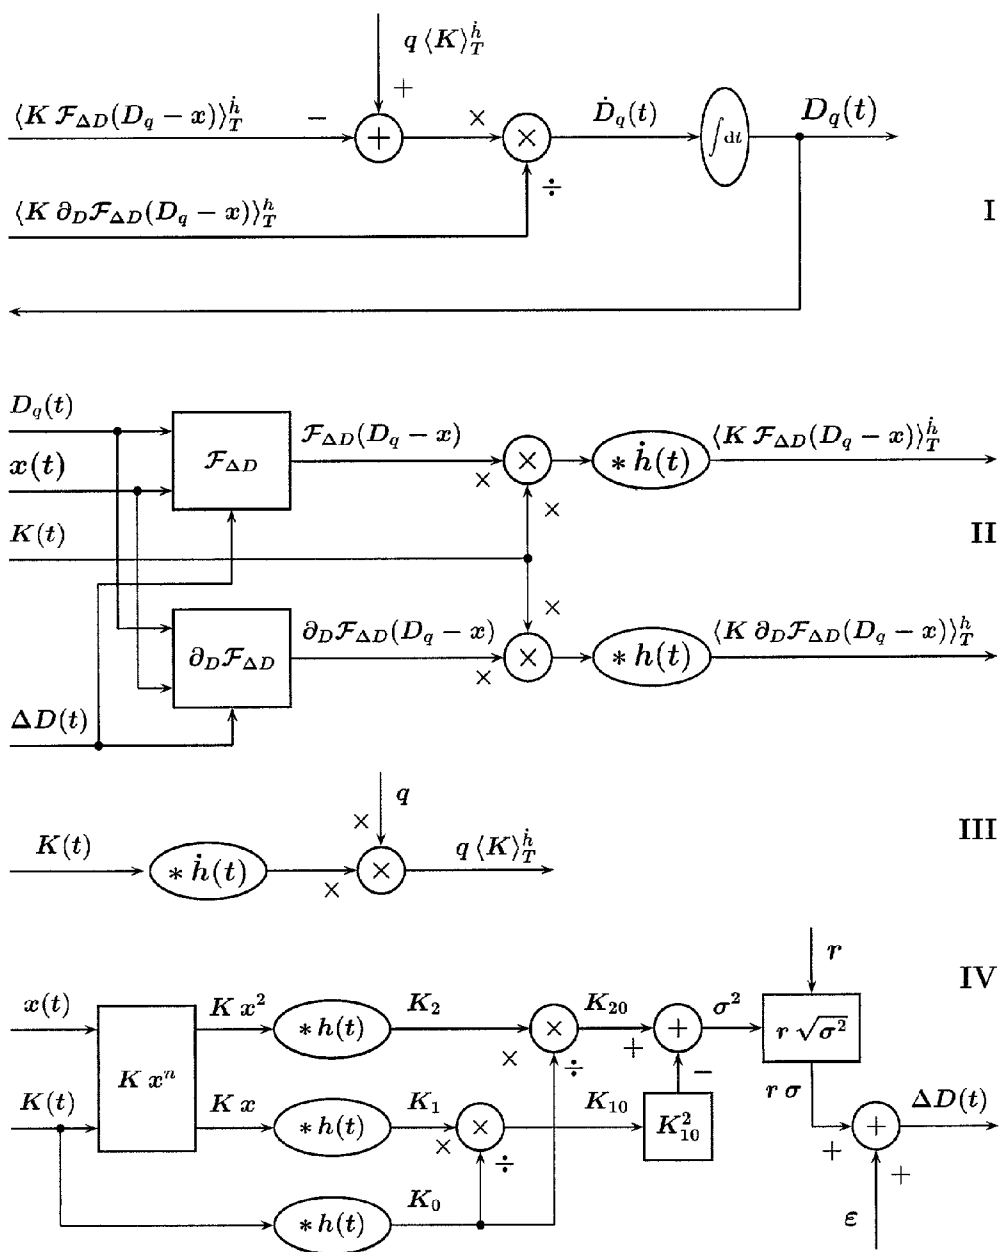 q ⟨K⟩_T^ḣ
+
⟨K ℱ_ΔD(D_q − x)⟩_T^ḣ
−
+
×
×
Ḋ_q(t)
∫dt
D_q(t)
÷
⟨K ∂_Dℱ_ΔD(D_q − x)⟩_T^h
I
D_q(t)
ℱ_ΔD
ℱ_ΔD(D_q − x)
×
×
* ḣ(t)
⟨K ℱ_ΔD(D_q − x)⟩_T^ḣ
x(t)
×
K(t)
II
×
∂_Dℱ_ΔD
∂_Dℱ_ΔD(D_q − x)
×
×
* h(t)
⟨K ∂_Dℱ_ΔD(D_q − x)⟩_T^h
ΔD(t)
q
×
III
K(t)
* ḣ(t)
×
×
q ⟨K⟩_T^ḣ
r
IV
x(t)
K x^n
K x²
* h(t)
K₂
×
×
÷
K₂₀
+
+
−
σ²
r √σ²
K(t)
K x
* h(t)
K₁
×
×
÷
K₁₀
K₁₀²
r σ
+
+
ΔD(t)
+
* h(t)
K₀
ε